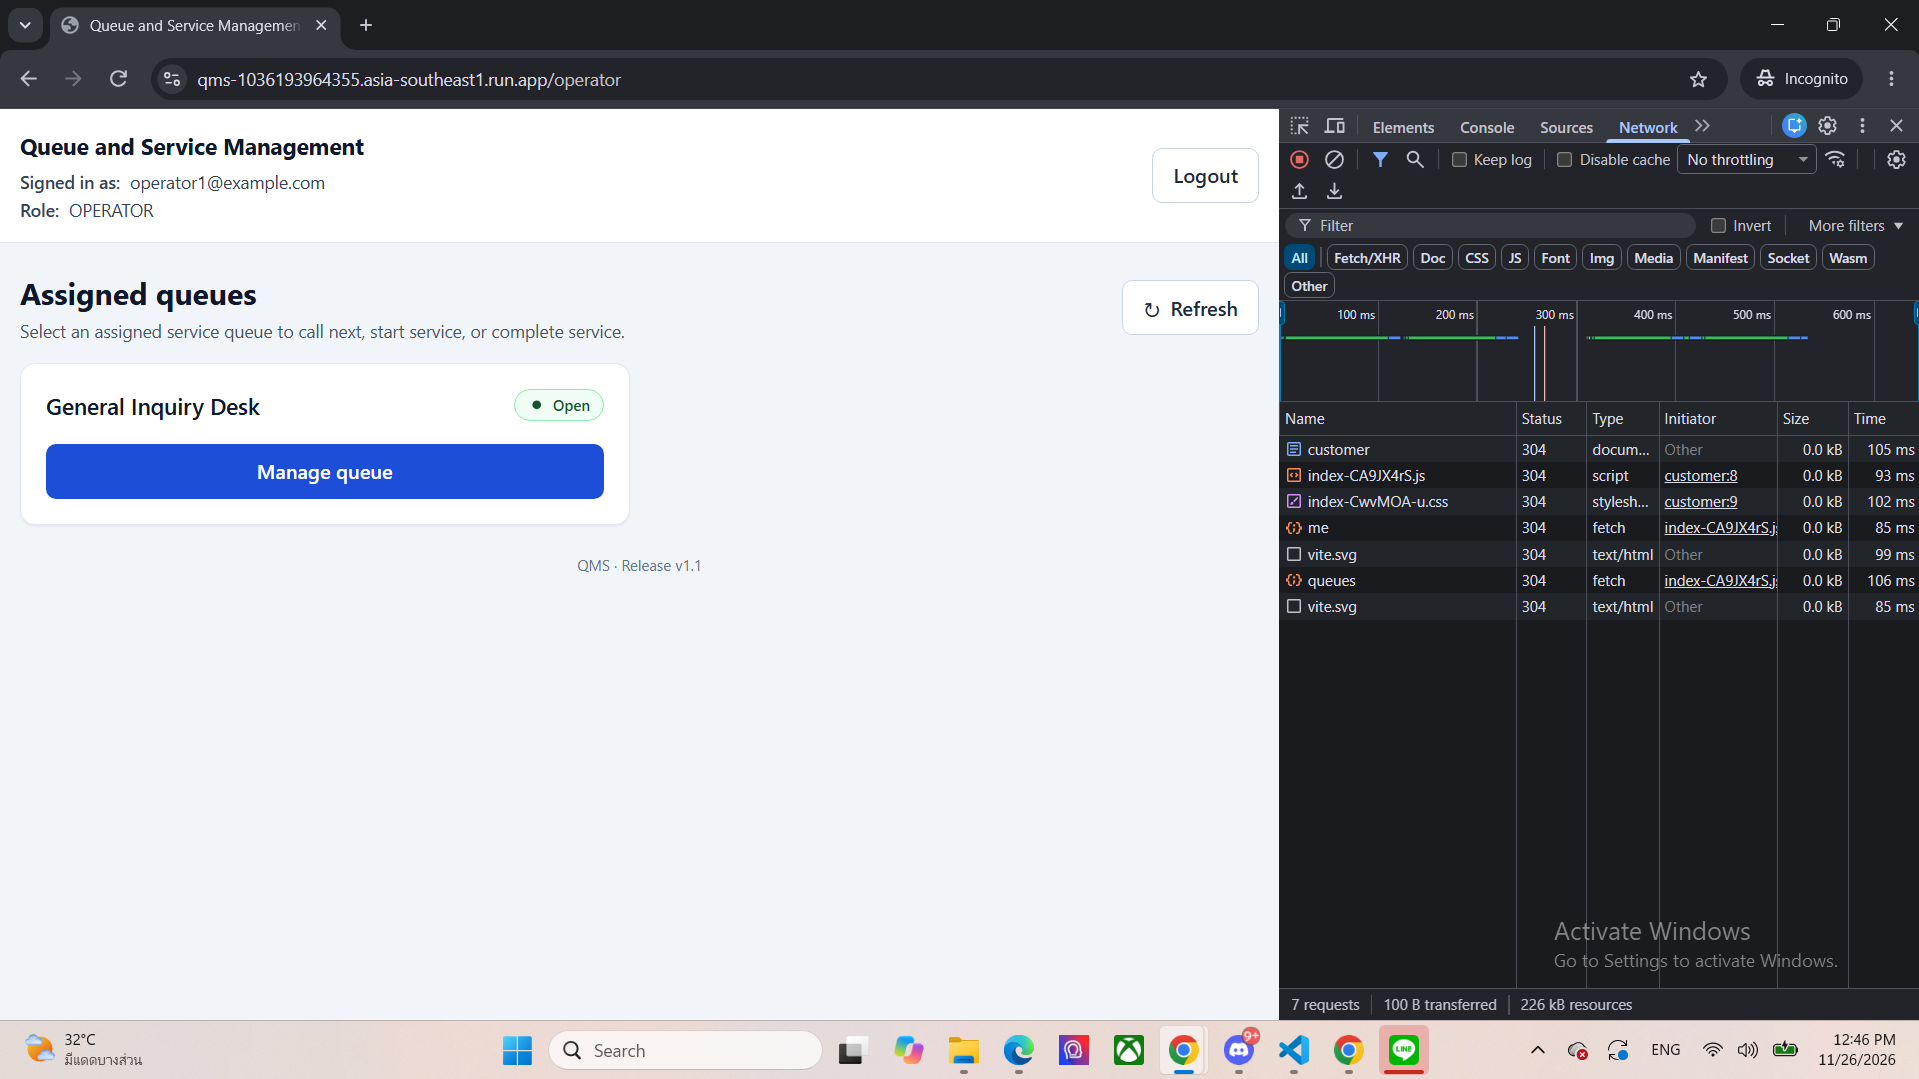 Queue and Service Managemen
qms-1036193964355.asia-southeast1.run.app/operator
Incognito
Queue and Service Management
Signed in as: operator1@example.com
Role: OPERATOR
Logout
Assigned queues
Select an assigned service queue to call next, start service, or complete service.
Refresh
General Inquiry Desk
Open
Manage queue
QMS · Release v1.1
Elements Console Sources Network
Keep log Disable cache No throttling
Filter Invert More filters
All Fetch/XHR Doc CSS JS Font Img Media Manifest Socket Wasm
Other
100 ms 200 ms 300 ms 400 ms 500 ms 600 ms
Name Status Type Initiator Size Time
customer 304 docum... Other 0.0 kB 105 ms
index-CA9JX4rS.js 304 script customer:8 0.0 kB 93 ms
index-CwvMOA-u.css 304 stylesh... customer:9 0.0 kB 102 ms
me 304 fetch index-CA9JX4rS.js 0.0 kB 85 ms
vite.svg 304 text/html Other 0.0 kB 99 ms
queues 304 fetch index-CA9JX4rS.js 0.0 kB 106 ms
vite.svg 304 text/html Other 0.0 kB 85 ms
Activate Windows
Go to Settings to activate Windows.
7 requests 100 B transferred 226 kB resources
32°C
มีแดดบางส่วน
Search
9+
LINE
ENG
12:46 PM
11/26/2026